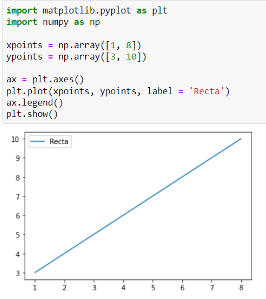 import matplotlib.pyplot as plt
import numpy as np
xpoints = np.array([1, 8])
ypoints = np.array([3, 10])
ax = plt.axes()
plt.plot(xpoints, ypoints, label = 'Recta')
ax.legend()
plt.show()
Recta
10
9
8
7
6
5
4
3
1 2 3 4 5 6 7 8